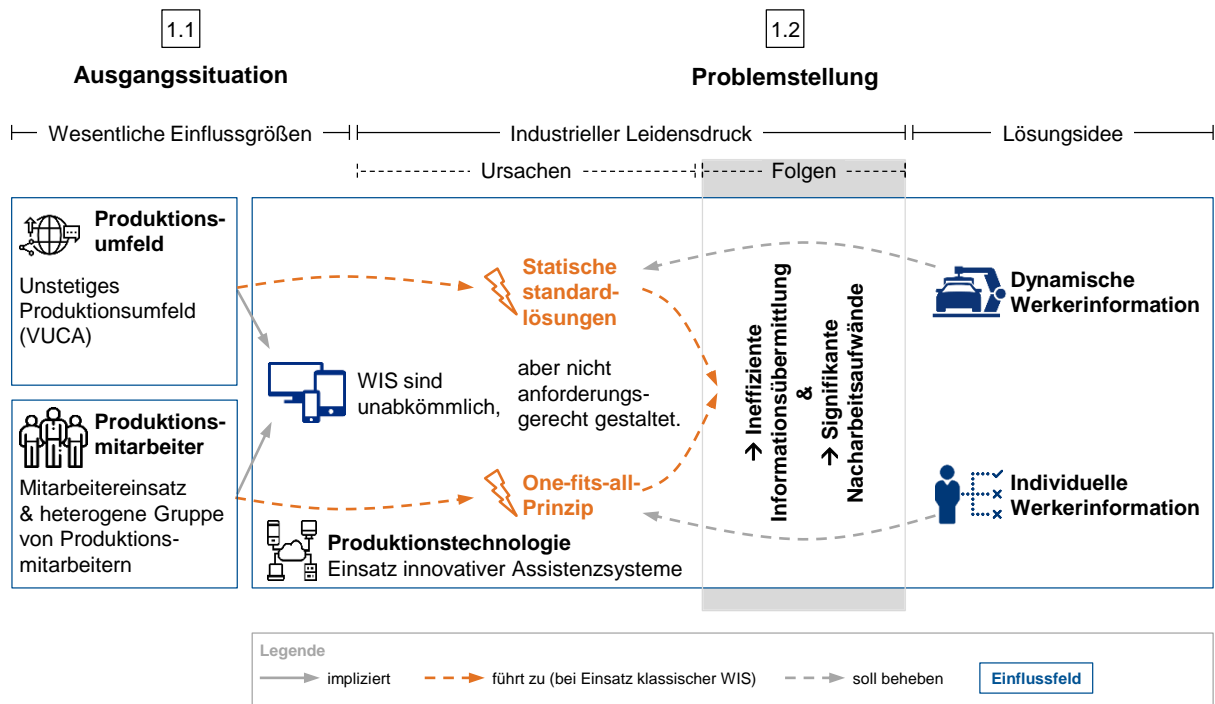 1.1
Ausgangssituation
1.2
Problemstellung
Wesentliche Einflussgrößen
Industrieller Leidensdruck
Lösungsidee
Ursachen
Folgen
Produktions-
umfeld
Unstetiges
Produktionsumfeld
(VUCA)
Produktions-
mitarbeiter
Mitarbeitereinsatz
& heterogene Gruppe
von Produktions-
mitarbeitern
Statische
standard-
lösungen
WIS sind
unabkömmlich,
aber nicht
anforderungs-
gerecht gestaltet.
One-fits-all-
Prinzip
Produktionstechnologie
Einsatz innovativer Assistenzsysteme
→ Ineffiziente
Informationsübermittlung
&
→ Signifikante
Nacharbeitsaufwände
Dynamische
Werkerinformation
Individuelle
Werkerinformation
Legende
impliziert
führt zu (bei Einsatz klassischer WIS)
soll beheben
Einflussfeld